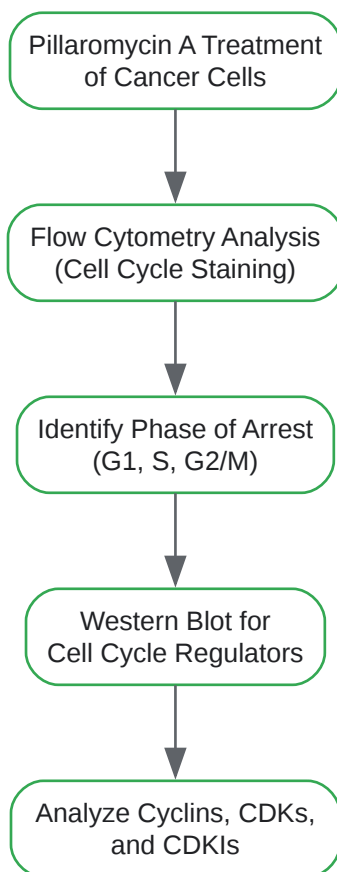 Pillaromycin A Treatment
of Cancer Cells
Flow Cytometry Analysis
(Cell Cycle Staining)
Identify Phase of Arrest
(G1, S, G2/M)
Western Blot for
Cell Cycle Regulators
Analyze Cyclins, CDKs,
and CDKIs